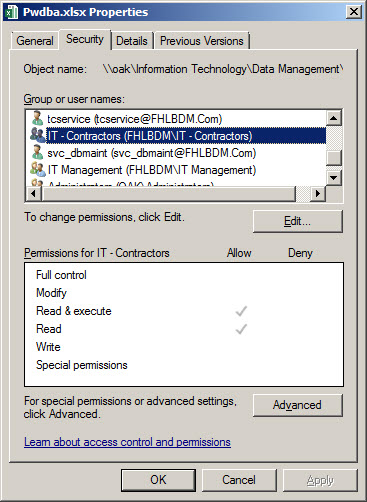 Pwdba.xlsx Properties
General
Security
Details
Previous Versions
Object name: \\oak\Information Technology\Data Management\
Group or user names:
tcservice (tcservice@FHLBDM.Com)
IT - Contractors (FHLBDM\IT - Contractors)
svc_dbmaint (svc_dbmaint@FHLBDM.Com)
IT Management (FHLBDM\IT Management)
Administrators (OAK\Administrators)
To change permissions, click Edit.
Edit...
Permissions for IT - Contractors Allow Deny
Full control
Modify
Read & execute
Read
Write
Special permissions
For special permissions or advanced settings,
click Advanced.
Advanced
Learn about access control and permissions
OK
Cancel
Apply